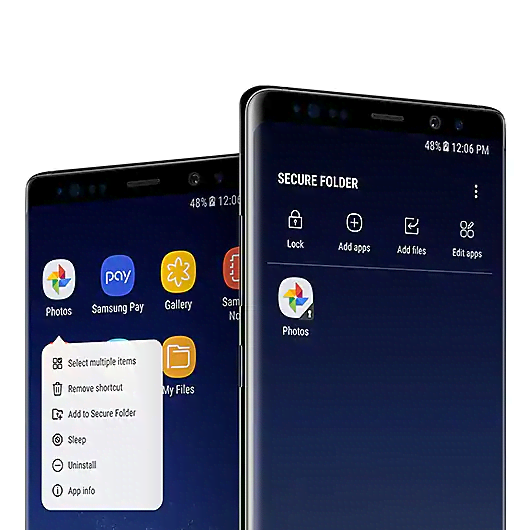 48% 12:06
Photos
pay
Samsung Pay
Gallery
Sam
No
My Files
Select multiple items
Remove shortcut
Add to Secure Folder
Sleep
Uninstall
App info
48% 12:06 PM
SECURE FOLDER
Lock
Add apps
Add files
Edit apps
Photos